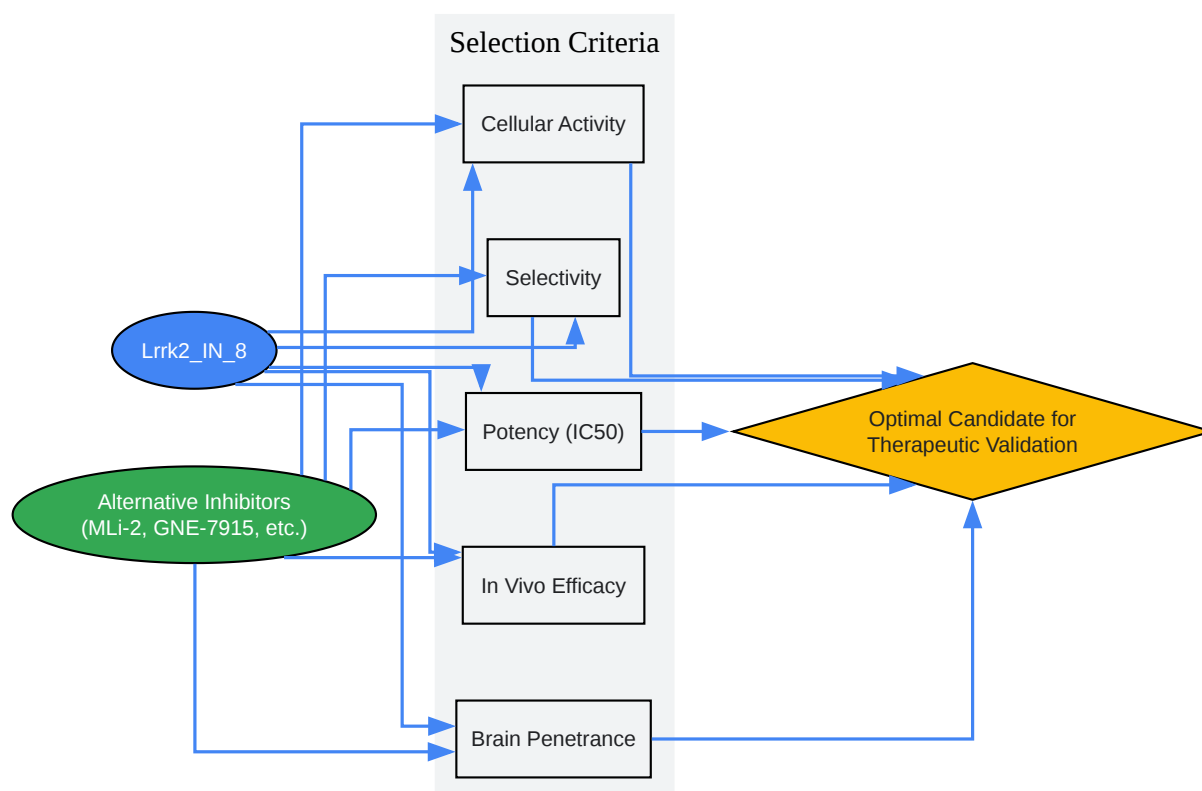 Selection Criteria
Cellular Activity
Selectivity
Lrrk2_IN_8
Potency (IC50)
Optimal Candidate for
Therapeutic Validation
Alternative Inhibitors
(MLi-2, GNE-7915, etc.)
In Vivo Efficacy
Brain Penetrance